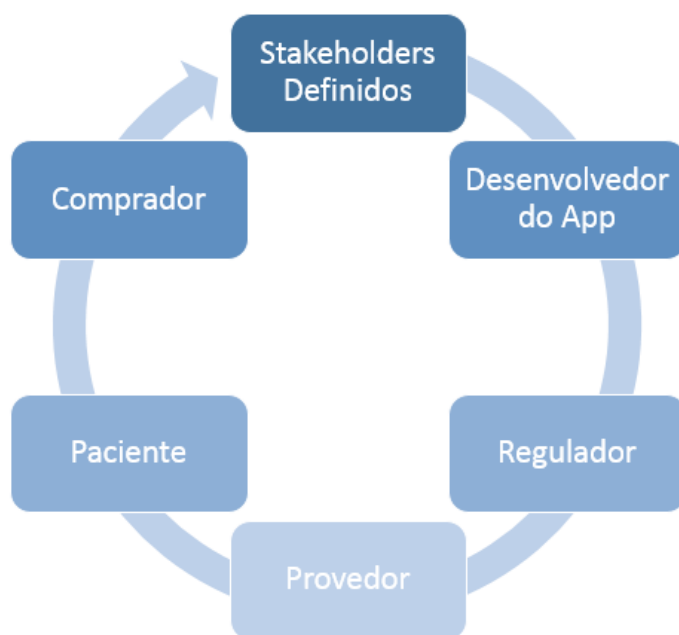 Stakeholders
Definidos
Desenvolvedor
do App
Regulador
Provedor
Paciente
Comprador